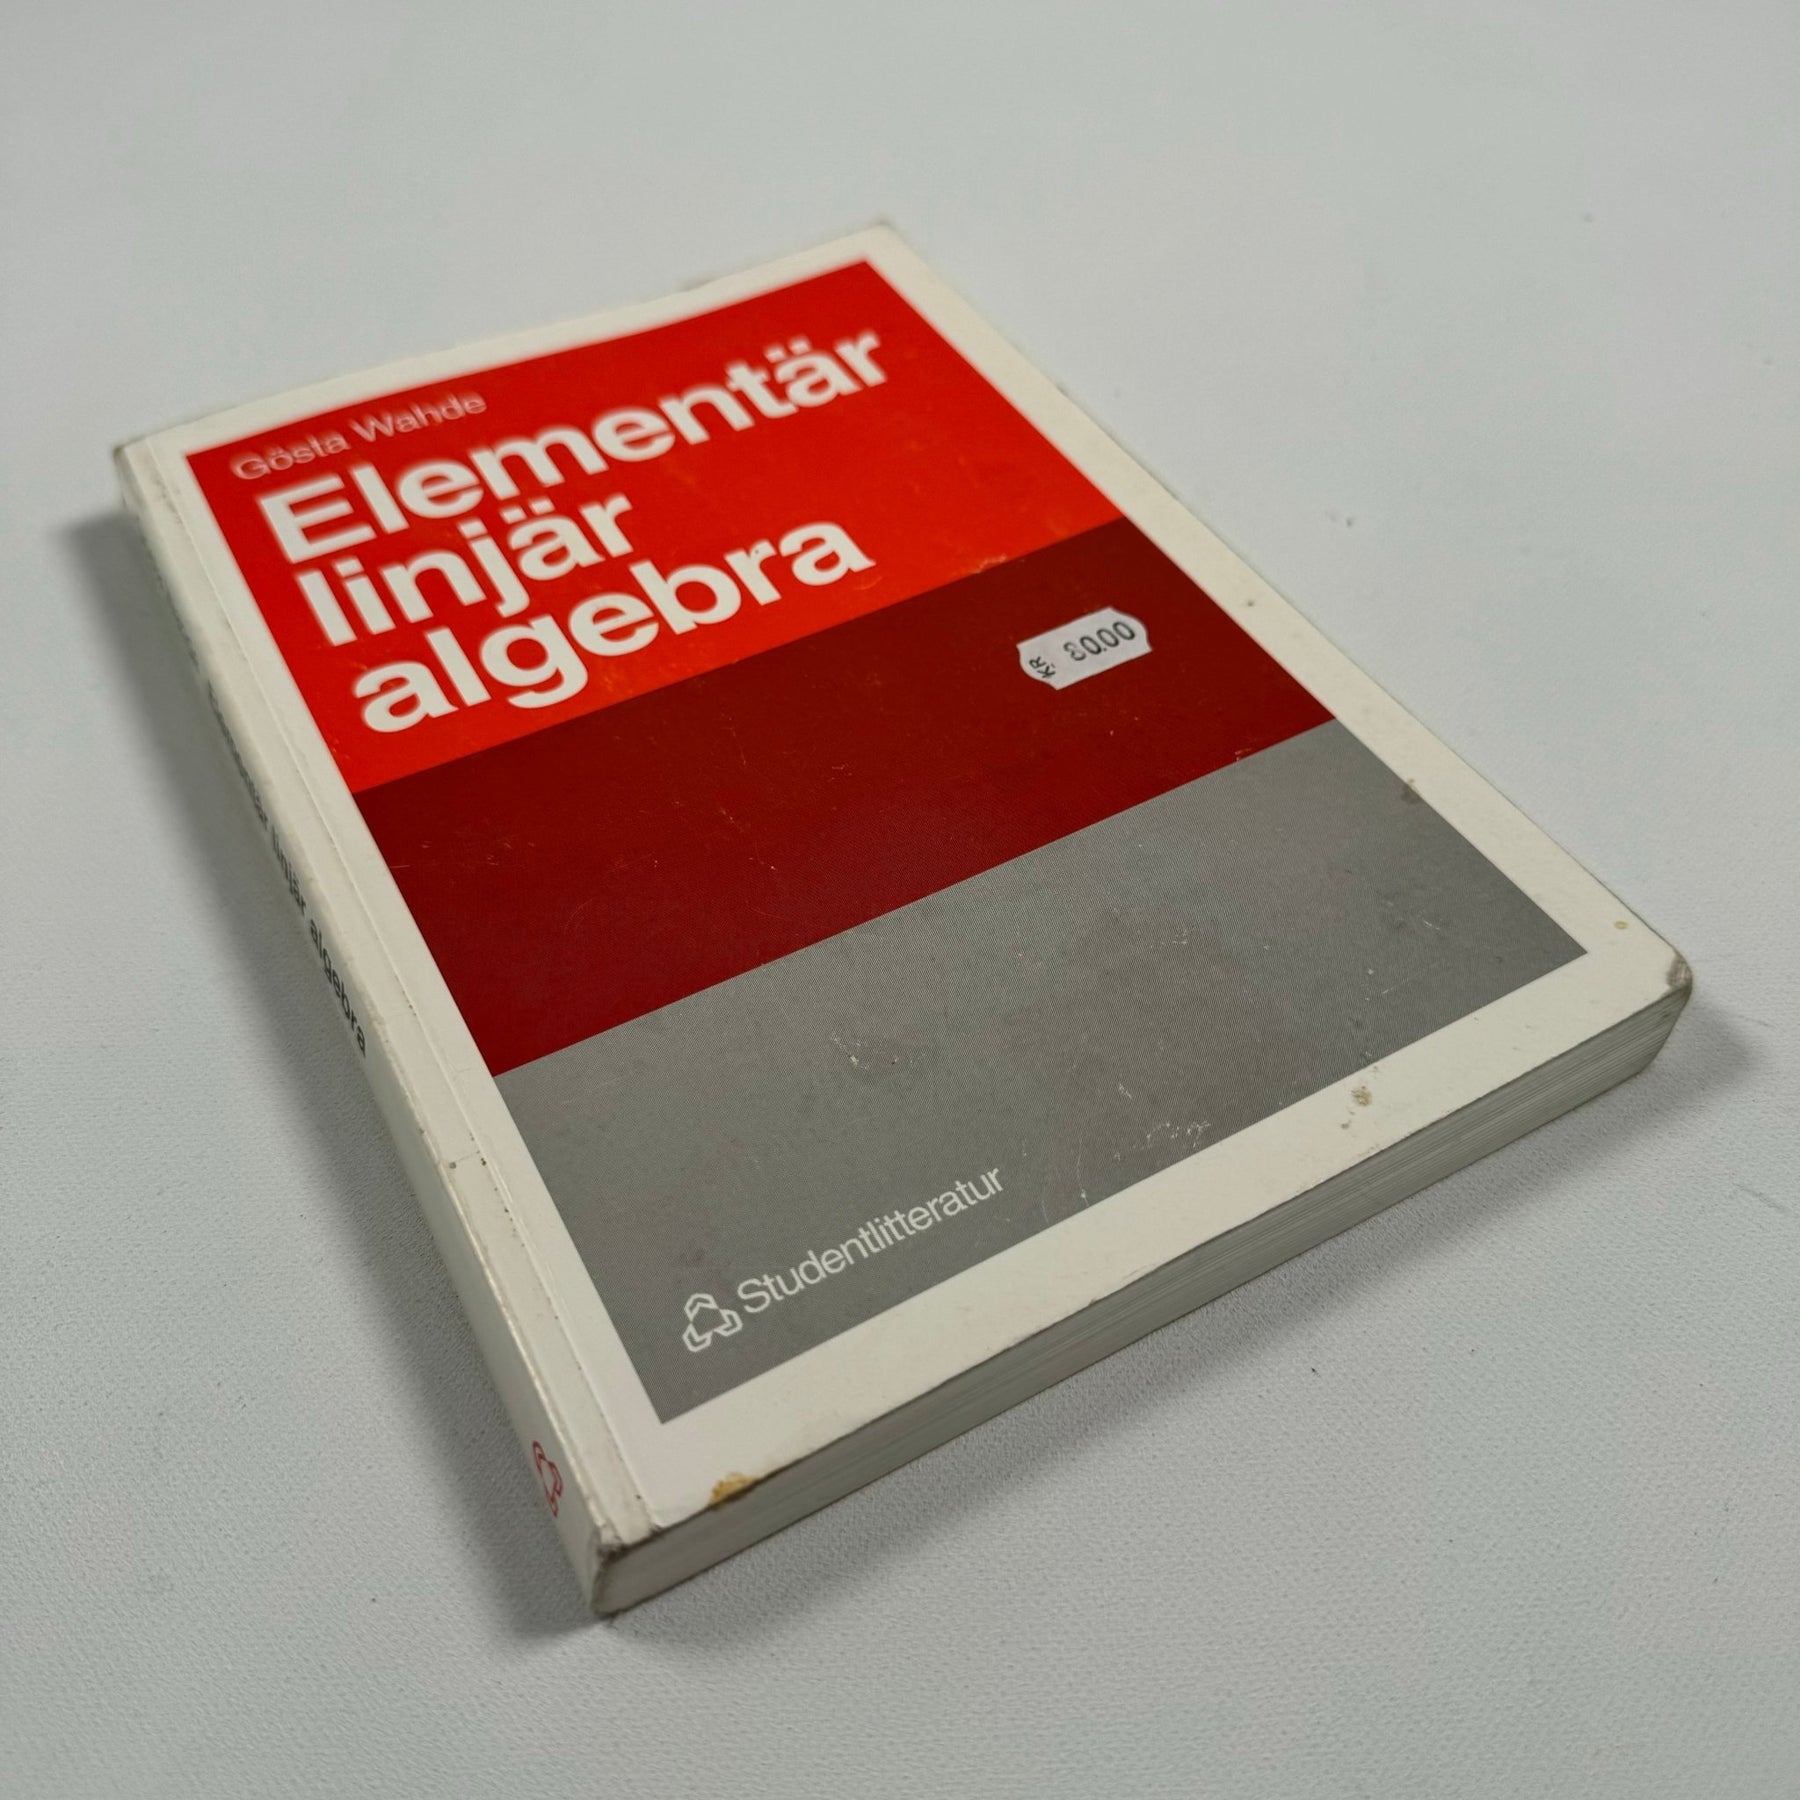 Gösta Wahde
Elementär
linjär
algebra
KR 80.00
Studentlitteratur
Elementär linjär algebra